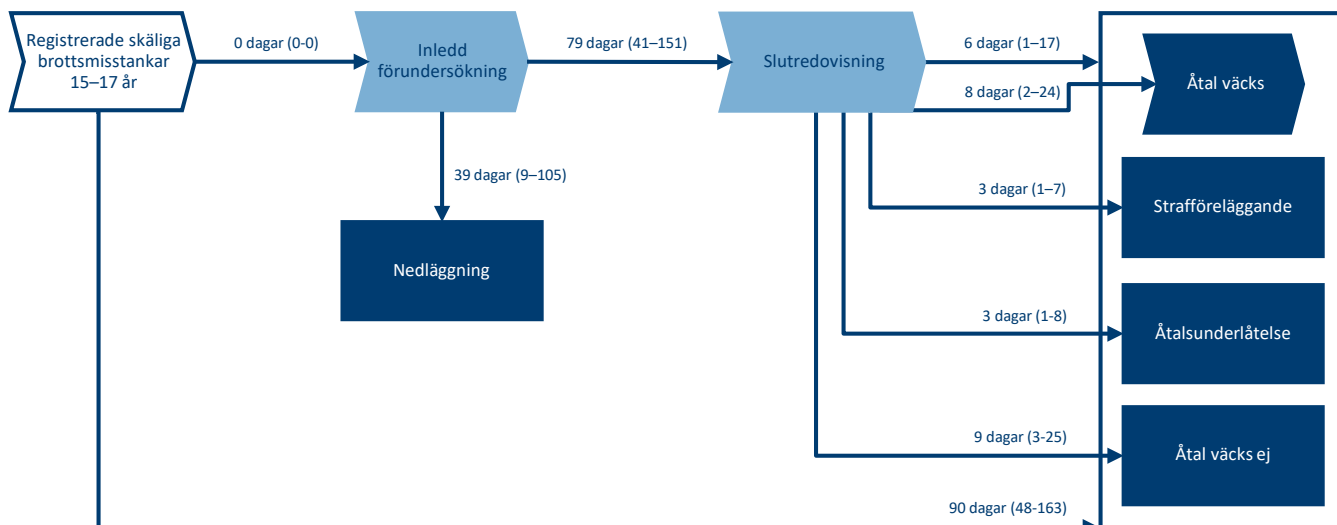 Registrerade skäliga
brottsmisstankar
15–17 år
0 dagar (0-0)
Inledd
förundersökning
79 dagar (41–151)
Slutredovisning
6 dagar (1–17)
8 dagar (2–24)
Åtal väcks
39 dagar (9–105)
Nedläggning
3 dagar (1–7)
Strafföreläggande
3 dagar (1-8)
Åtalsunderlåtelse
9 dagar (3-25)
Åtal väcks ej
90 dagar (48-163)